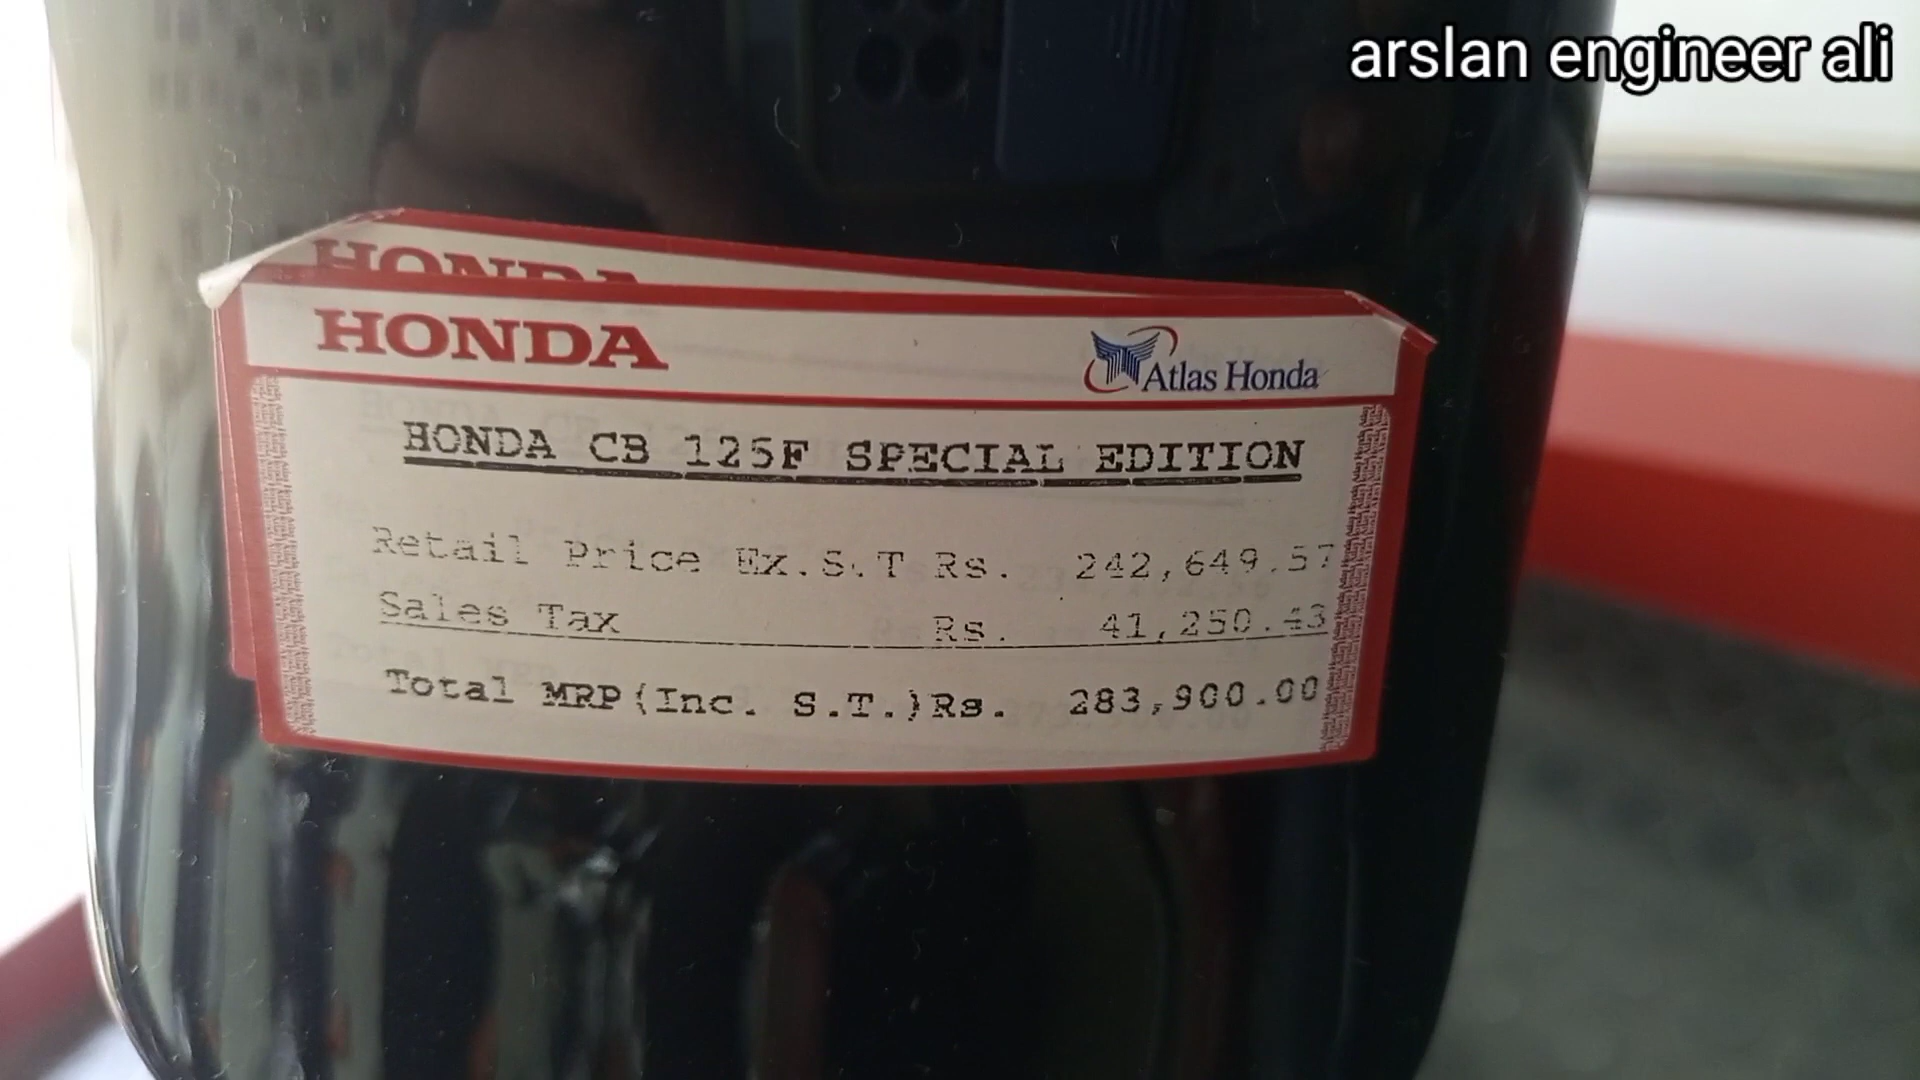 arslan engineer ali
HONDA
HONDA
Atlas Honda
HONDA CB 125F SPECIAL EDITION
Retail Price Ex.S.T Rs. 242,649.57
Sales Tax Rs. 41,250.43
Total MRP(Inc. S.T.)Rs. 283,900.00